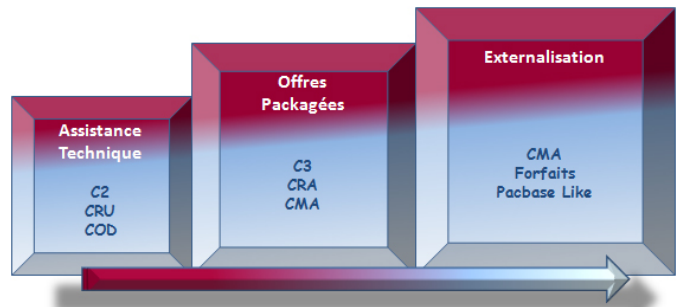 Assistance
Technique
C2
CRU
COD
Offres
Packagées
C3
CRA
CMA
Externalisation
CMA
Forfaits
Pacbase Like